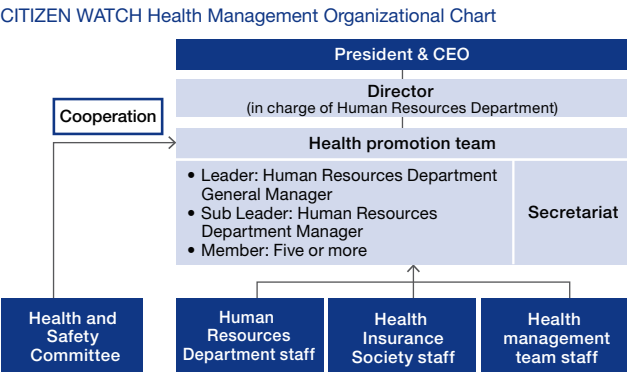 CITIZEN WATCH Health Management Organizational Chart
President & CEO
Director
(in charge of Human Resources Department)
Cooperation
Health promotion team
• Leader: Human Resources Department
General Manager
• Sub Leader: Human Resources
Department Manager
• Member: Five or more
Secretariat
Health and
Safety
Committee
Human
Resources
Department staff
Health
Insurance
Society staff
Health
management
team staff